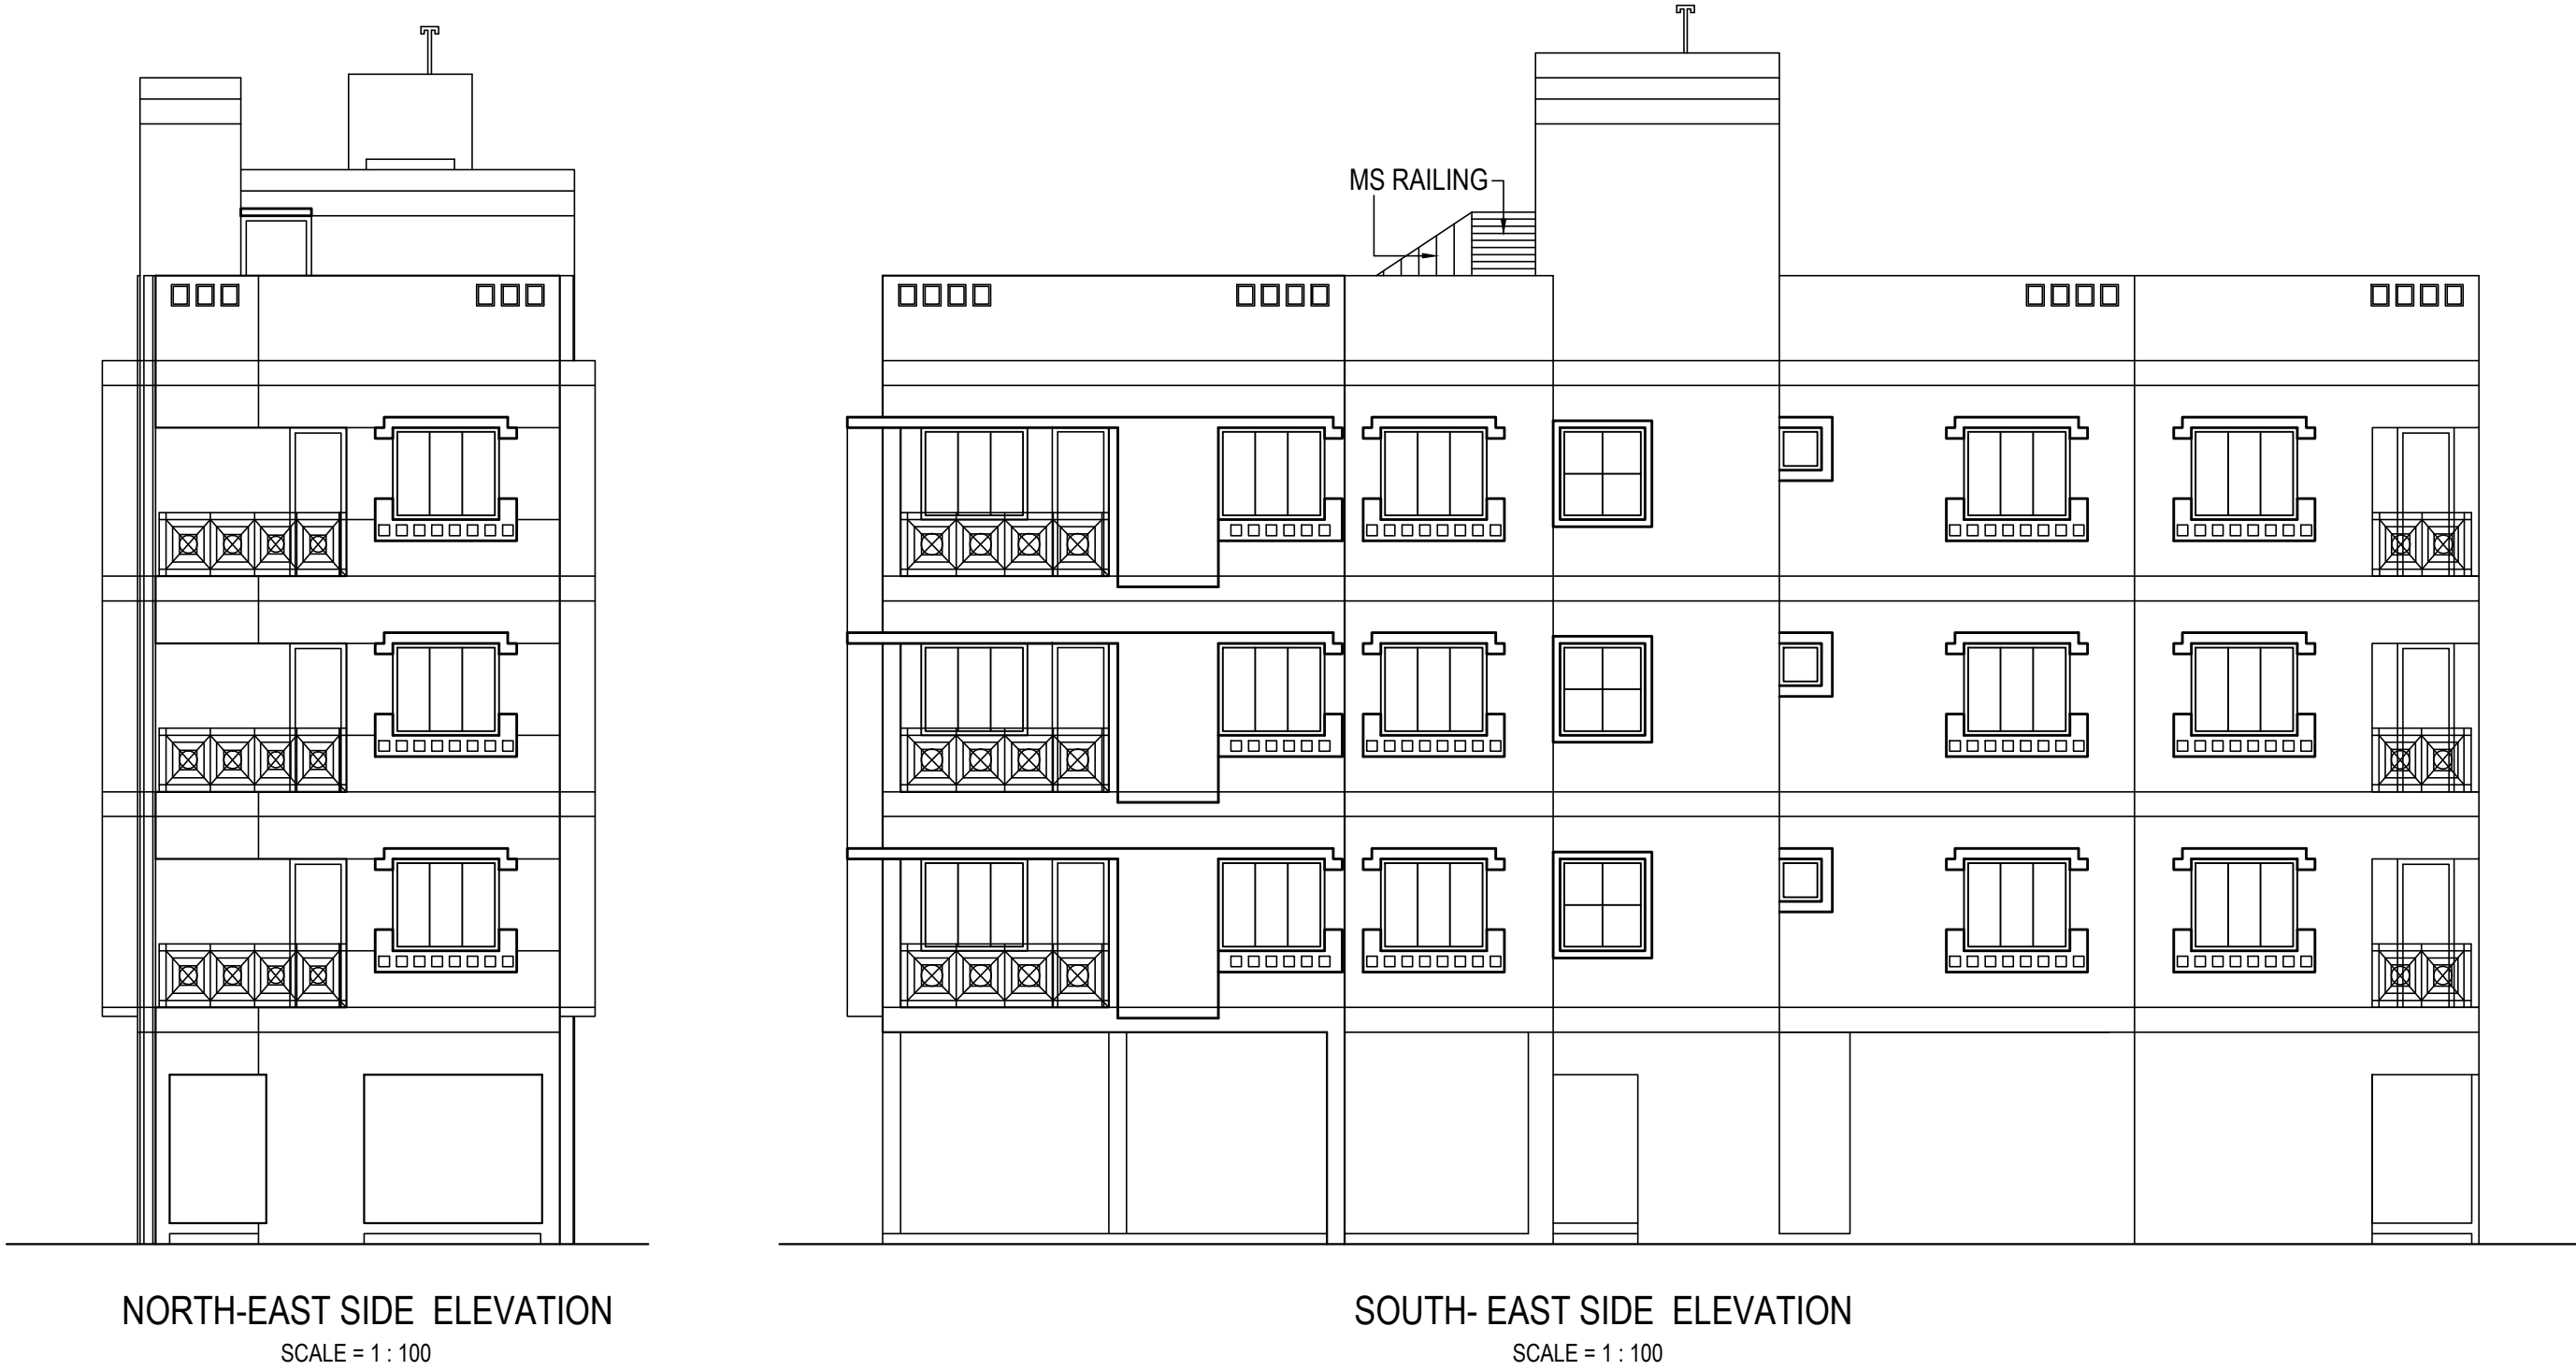 MS RAILING
NORTH-EAST SIDE ELEVATION
SCALE = 1 : 100
SOUTH- EAST SIDE ELEVATION
SCALE = 1 : 100